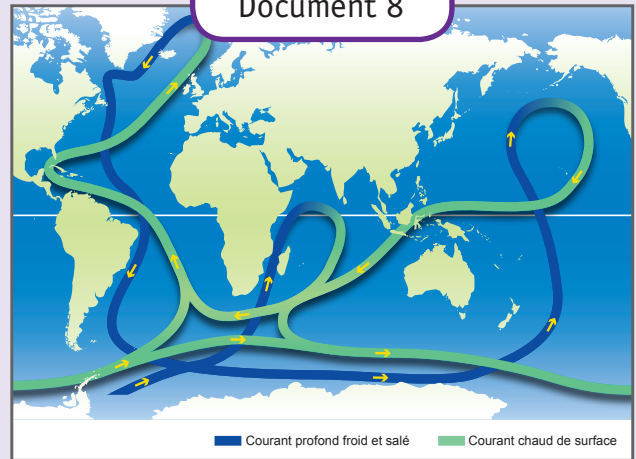 Document 8
Courant profond froid et salé
Courant chaud de surface